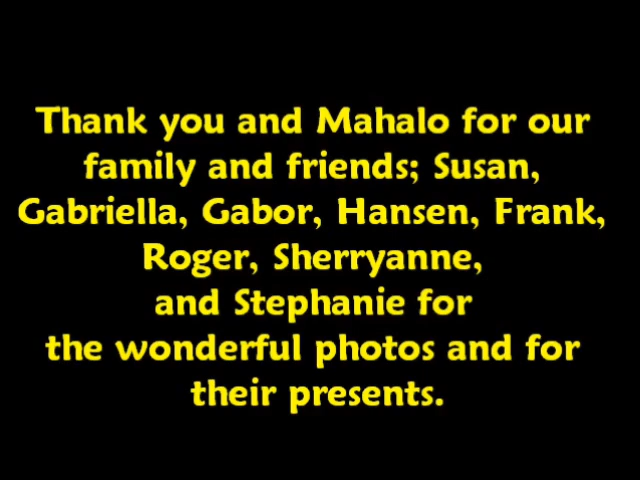 Thank you and Mahalo for our
family and friends; Susan,
Gabriella, Gabor, Hansen, Frank,
Roger, Sherryanne,
and Stephanie for
the wonderful photos and for
their presents.